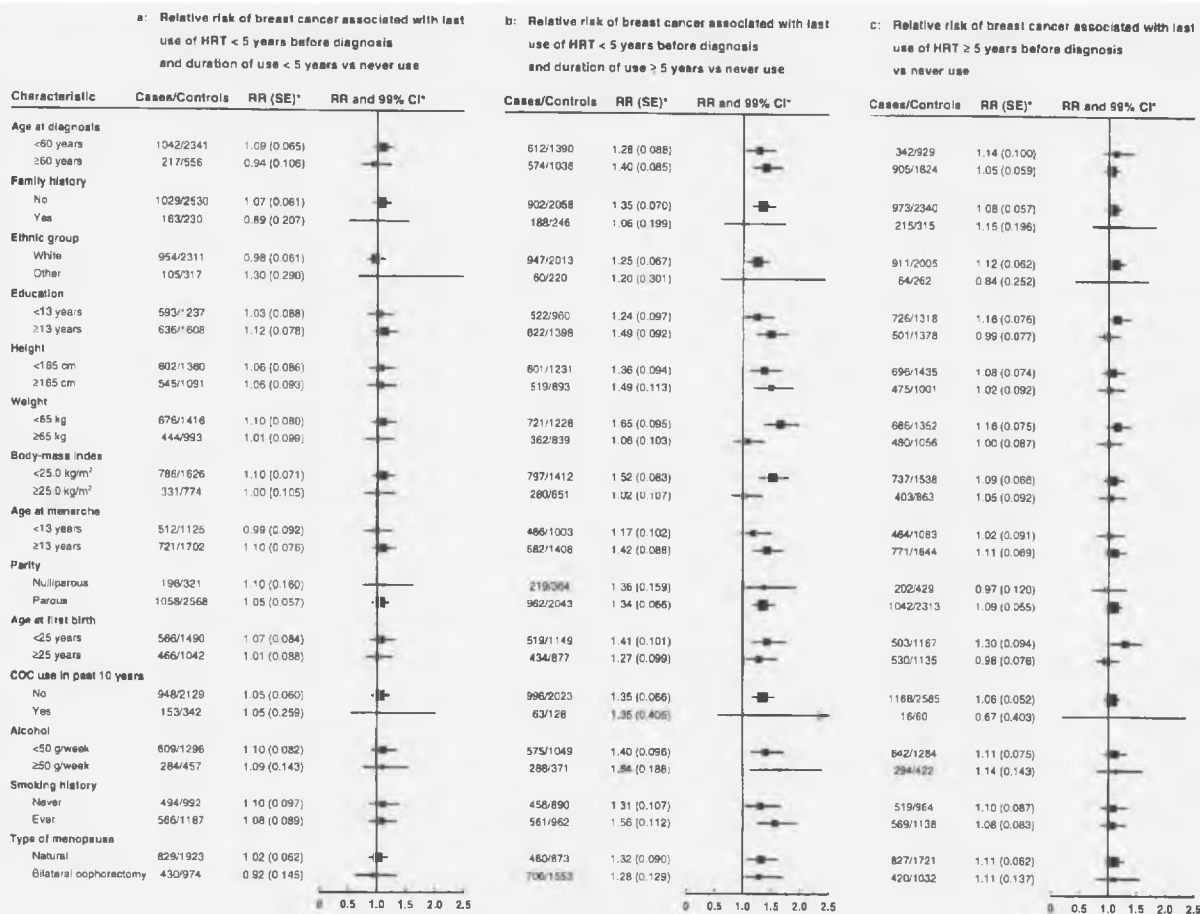 a: Relative risk of breast cancer associated with last
use of HRT < 5 years before diagnosis
and duration of use < 5 years vs never use
b: Relative risk of breast cancer associated with last
use of HRT < 5 years before diagnosis
and duration of use ≥ 5 years vs never use
c: Relative risk of breast cancer associated with last
use of HRT ≥ 5 years before diagnosis
vs never use
Characteristic Cases/Controls RR (SE)* RR and 99% CI* Cases/Controls RR (SE)* RR and 99% CI* Cases/Controls RR (SE)* RR and 99% CI*
Age at diagnosis
<60 years 1042/2341 1.09 (0.065) 612/1390 1.28 (0.088) 342/929 1.14 (0.100)
≥60 years 217/556 0.94 (0.106) 574/1036 1.40 (0.085) 905/1824 1.05 (0.059)
Family history
No 1029/2530 1.07 (0.061) 902/2058 1.35 (0.070) 973/2340 1.08 (0.057)
Yes 163/230 0.89 (0.207) 188/246 1.06 (0.199) 215/315 1.15 (0.196)
Ethnic group
White 954/2311 0.98 (0.061) 947/2013 1.25 (0.067) 911/2005 1.12 (0.062)
Other 105/317 1.30 (0.290) 60/220 1.20 (0.301) 64/262 0.84 (0.252)
Education
<13 years 593/1237 1.03 (0.088) 522/960 1.24 (0.097) 726/1318 1.16 (0.076)
≥13 years 636/1608 1.12 (0.078) 622/1398 1.49 (0.092) 501/1378 0.99 (0.077)
Height
<165 cm 602/1360 1.06 (0.086) 601/1231 1.36 (0.094) 696/1435 1.08 (0.074)
≥165 cm 545/1091 1.06 (0.093) 519/893 1.49 (0.113) 475/1001 1.02 (0.092)
Weight
<65 kg 676/1416 1.10 (0.080) 721/1228 1.65 (0.095) 686/1352 1.16 (0.075)
≥65 kg 444/993 1.01 (0.099) 362/839 1.06 (0.103) 480/1056 1.00 (0.087)
Body-mass index
<25.0 kg/m² 786/1626 1.10 (0.071) 797/1412 1.52 (0.083) 737/1538 1.09 (0.068)
≥25.0 kg/m² 331/774 1.00 (0.105) 280/651 1.02 (0.107) 403/863 1.05 (0.092)
Age at menarche
<13 years 512/1125 0.99 (0.092) 466/1003 1.17 (0.102) 464/1083 1.02 (0.091)
≥13 years 721/1702 1.10 (0.076) 682/1408 1.42 (0.088) 771/1644 1.11 (0.069)
Parity
Nulliparous 196/321 1.10 (0.160) 219/364 1.36 (0.159) 202/429 0.97 (0.120)
Parous 1058/2568 1.05 (0.057) 962/2043 1.34 (0.066) 1042/2313 1.09 (0.055)
Age at first birth
<25 years 566/1490 1.07 (0.084) 519/1149 1.41 (0.101) 503/1167 1.30 (0.094)
≥25 years 466/1042 1.01 (0.088) 434/877 1.27 (0.099) 530/1135 0.98 (0.076)
COC use in past 10 years
No 948/2129 1.05 (0.060) 996/2023 1.35 (0.066) 1168/2585 1.06 (0.052)
Yes 153/342 1.05 (0.259) 63/128 1.35 (0.405) 16/60 0.67 (0.403)
Alcohol
<50 g/week 609/1296 1.10 (0.082) 575/1049 1.40 (0.096) 642/1284 1.11 (0.075)
≥50 g/week 284/457 1.09 (0.143) 288/371 (0.186) 294/422 1.14 (0.143)
Smoking history
Never 494/992 1.10 (0.097) 458/890 1.31 (0.107) 519/964 1.10 (0.087)
Ever 566/1187 1.08 (0.089) 561/962 1.56 (0.112) 569/1138 1.08 (0.083)
Type of menopause
Natural 829/1923 1.02 (0.062) 480/873 1.32 (0.090) 827/1721 1.11 (0.062)
Bilateral oophorectomy 430/974 0.92 (0.145) 706/1553 1.28 (0.129) 420/1032 1.11 (0.137)
0 0.5 1.0 1.5 2.0 2.5 0 0.5 1.0 1.5 2.0 2.5 0 0.5 1.0 1.5 2.0 2.5